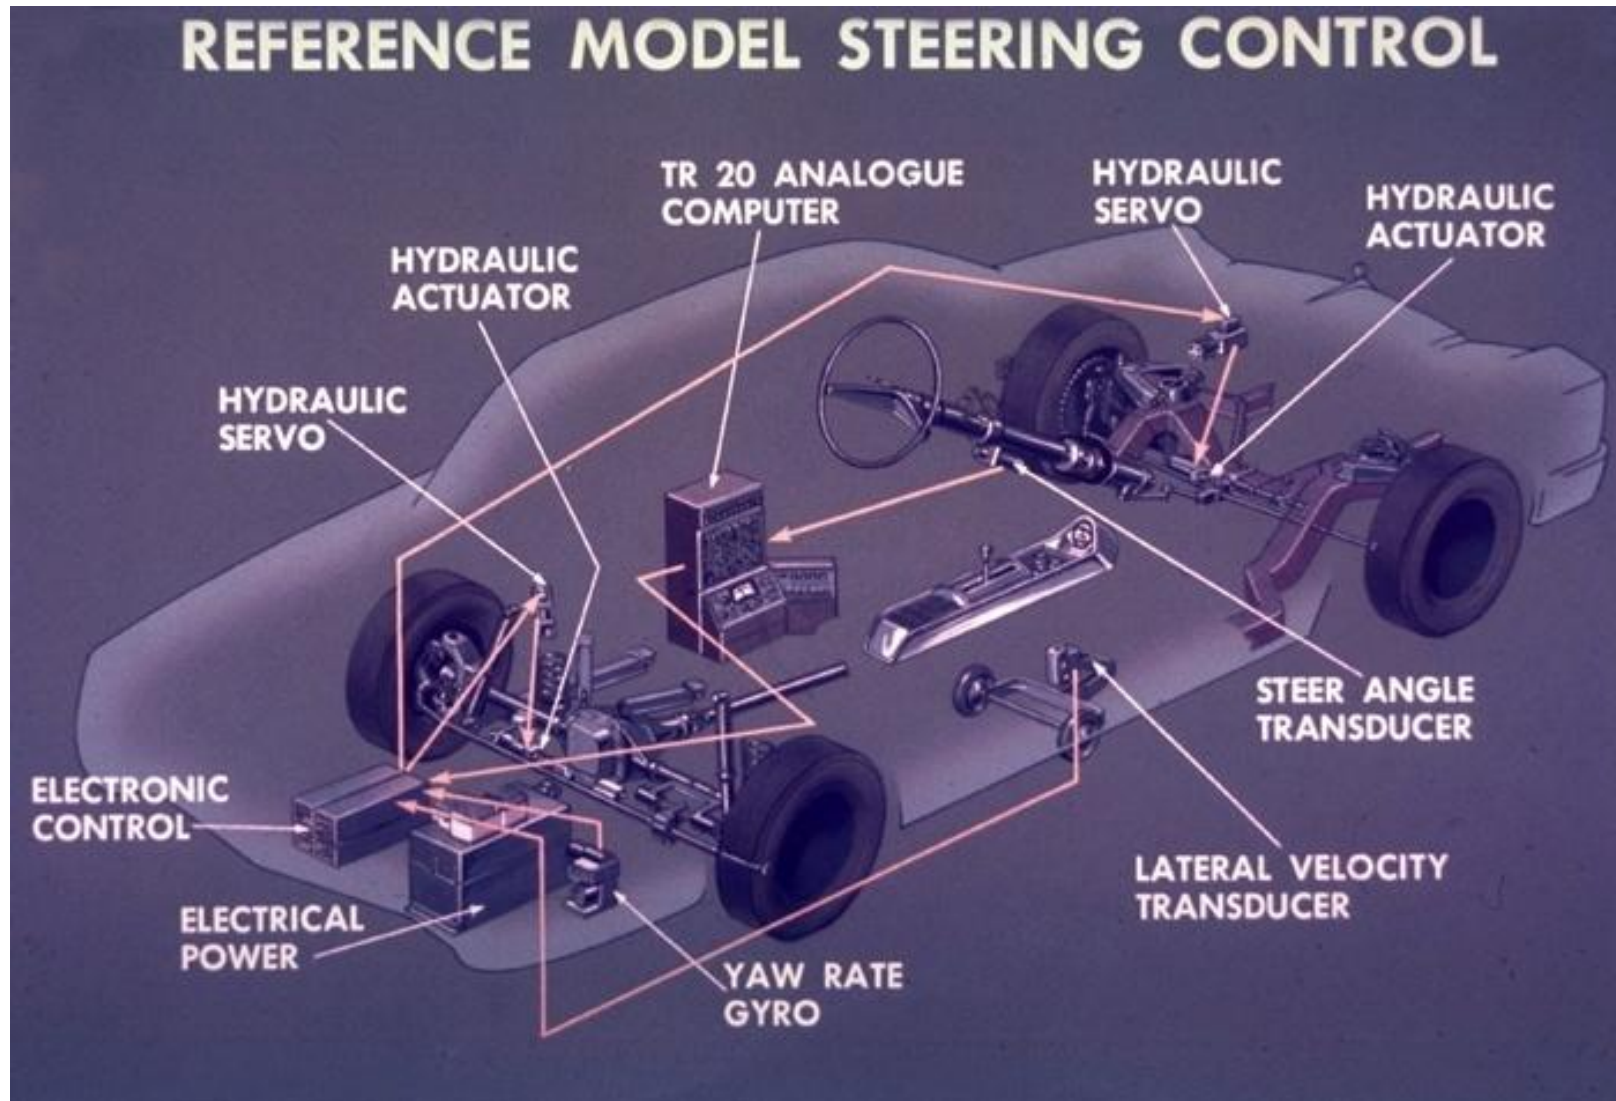 REFERENCE MODEL STEERING CONTROL
TR 20 ANALOGUE
COMPUTER
HYDRAULIC
SERVO
HYDRAULIC
ACTUATOR
HYDRAULIC
ACTUATOR
HYDRAULIC
SERVO
STEER ANGLE
TRANSDUCER
ELECTRONIC
CONTROL
LATERAL VELOCITY
TRANSDUCER
ELECTRICAL
POWER
YAW RATE
GYRO